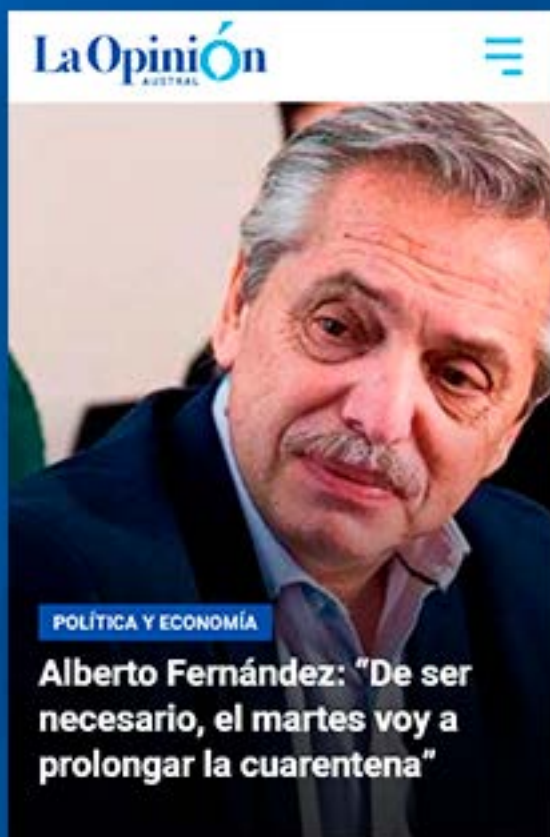 La Opinión
AUSTRAL
POLÍTICA Y ECONOMÍA
Alberto Fernández: “De ser
necesario, el martes voy a
prolongar la cuarentena”